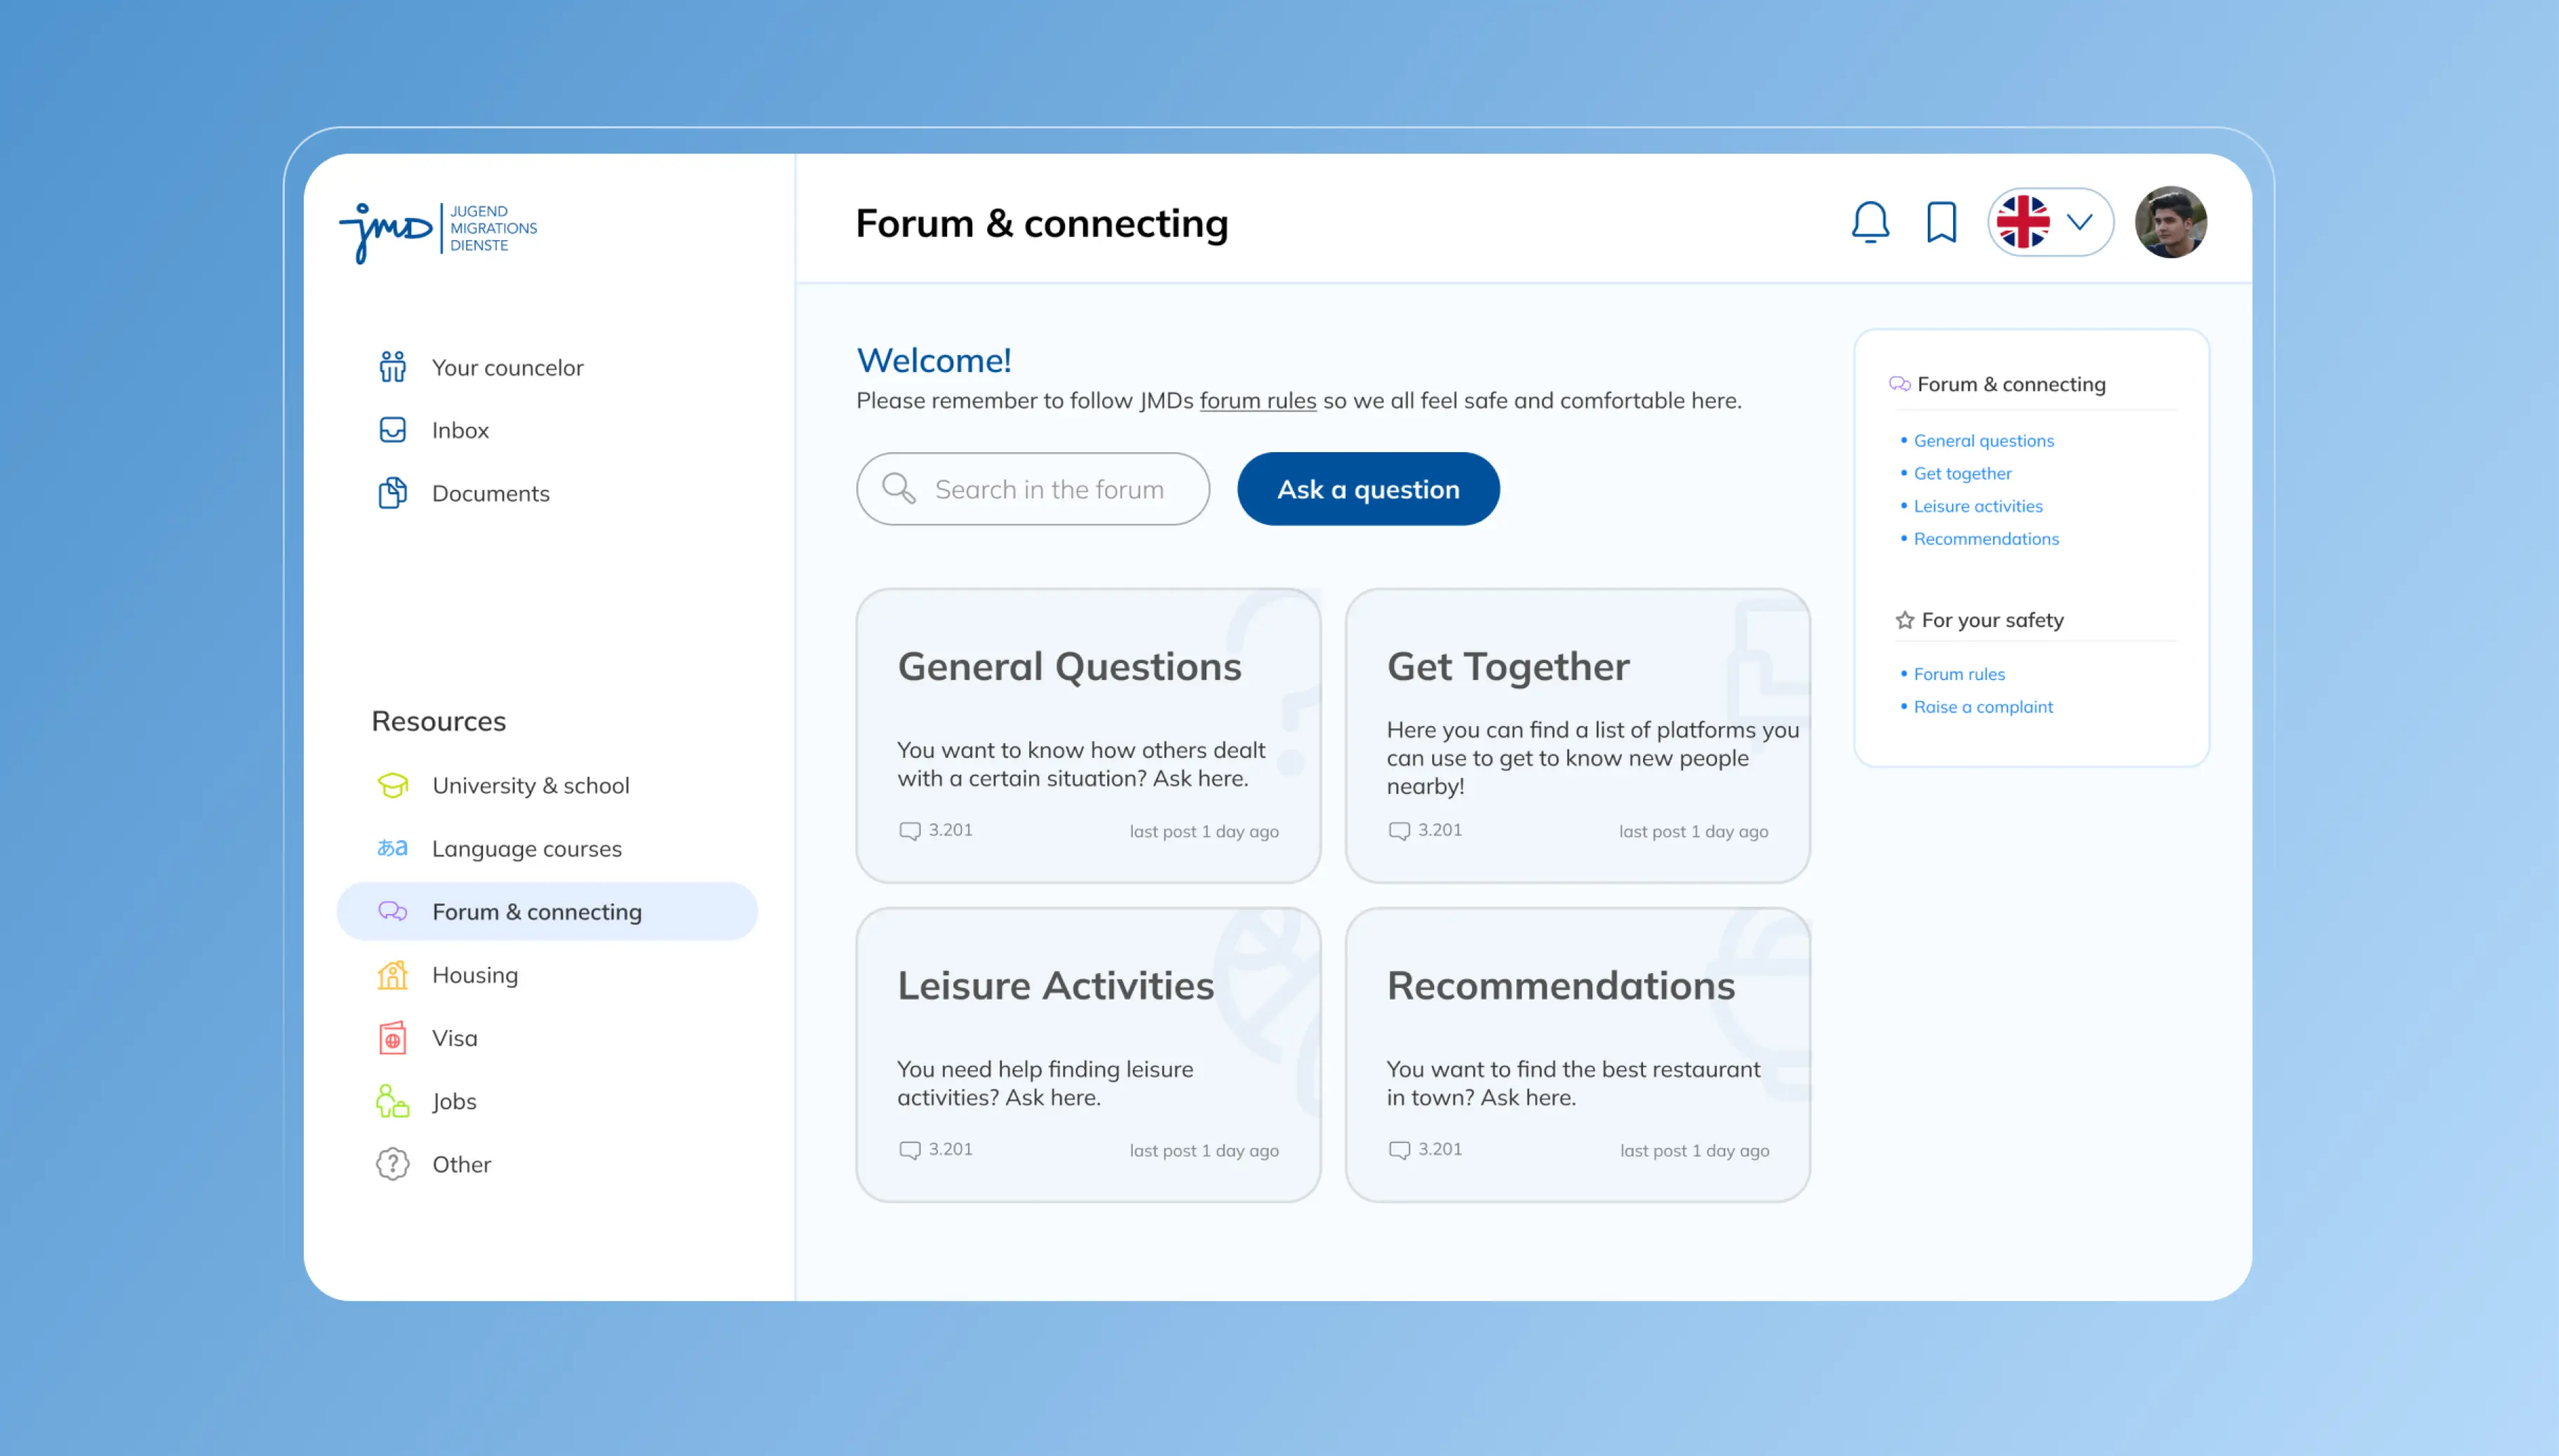 jmD
JUGEND
MIGRATIONS
DIENSTE
Your councelor
Inbox
Documents
Resources
University & school
あa Language courses
Forum & connecting
Housing
Visa
Jobs
? Other
Forum & connecting
Welcome!
Please remember to follow JMDs forum rules so we all feel safe and comfortable here.
Search in the forum
Ask a question
General Questions
You want to know how others dealt
with a certain situation? Ask here.
3.201 last post 1 day ago
Get Together
Here you can find a list of platforms you
can use to get to know new people
nearby!
3.201 last post 1 day ago
Leisure Activities
You need help finding leisure
activities? Ask here.
3.201 last post 1 day ago
Recommendations
You want to find the best restaurant
in town? Ask here.
3.201 last post 1 day ago
Forum & connecting
• General questions
• Get together
• Leisure activities
• Recommendations
For your safety
• Forum rules
• Raise a complaint